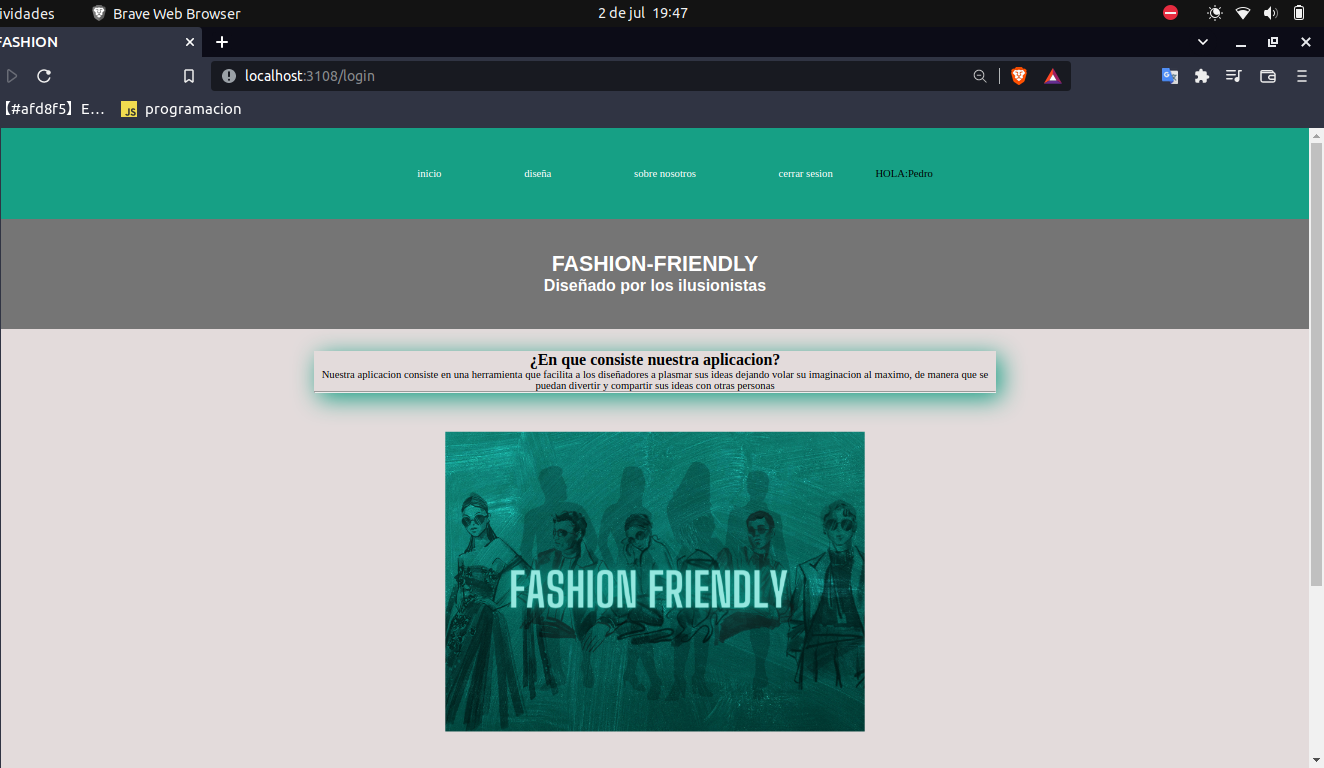 ividades Brave Web Browser 2 de jul 19:47
FASHION
localhost:3108/login
【#afd8f5】E... JS programacion
inicio diseña sobre nosotros cerrar sesion HOLA:Pedro
FASHION-FRIENDLY
Diseñado por los ilusionistas
¿En que consiste nuestra aplicacion?
Nuestra aplicacion consiste en una herramienta que facilita a los diseñadores a plasmar sus ideas dejando volar su imaginacion al maximo, de manera que se
puedan divertir y compartir sus ideas con otras personas
FASHION FRIENDLY